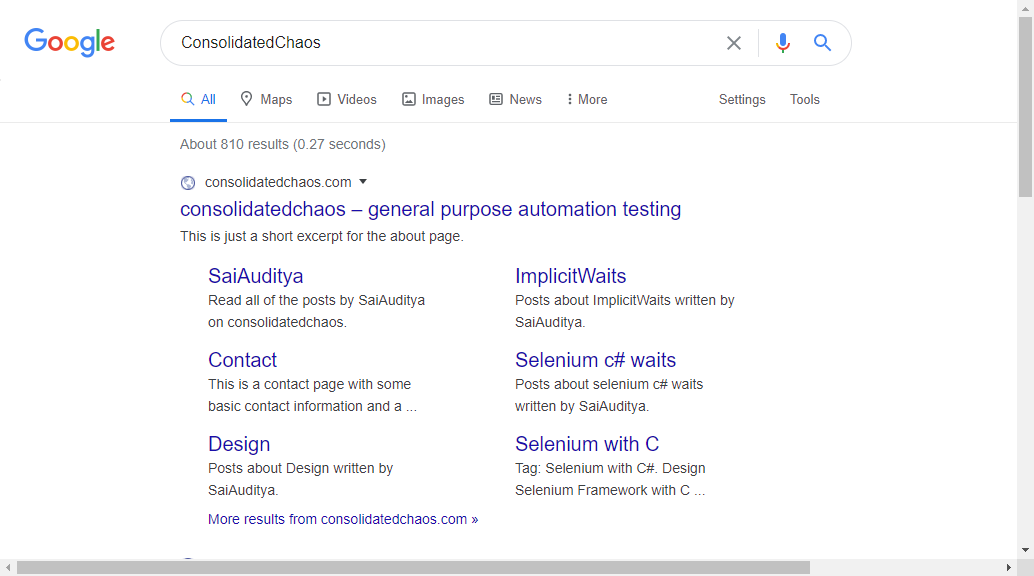 Google
ConsolidatedChaos
All Maps Videos Images News More Settings Tools
About 810 results (0.27 seconds)
consolidatedchaos.com
consolidatedchaos – general purpose automation testing
This is just a short excerpt for the about page.
SaiAuditya
Read all of the posts by SaiAuditya
on consolidatedchaos.
ImplicitWaits
Posts about ImplicitWaits written by
SaiAuditya.
Contact
This is a contact page with some
basic contact information and a ...
Selenium c# waits
Posts about selenium c# waits
written by SaiAuditya.
Design
Posts about Design written by
SaiAuditya.
Selenium with C
Tag: Selenium with C#. Design
Selenium Framework with C ...
More results from consolidatedchaos.com »